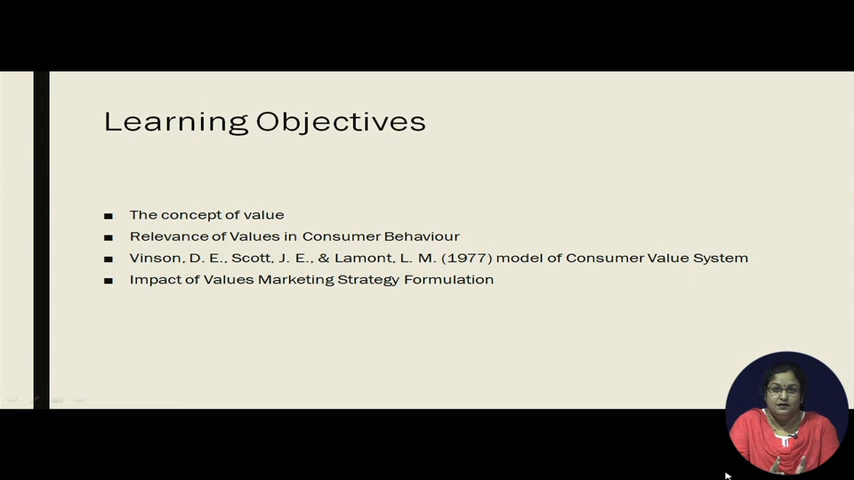 Learning Objectives
The concept of value
Relevance of Values in Consumer Behaviour
Vinson, D. E., Scott, J. E., & Lamont, L. M. (1977) model of Consumer Value System
Impact of Values Marketing Strategy Formulation